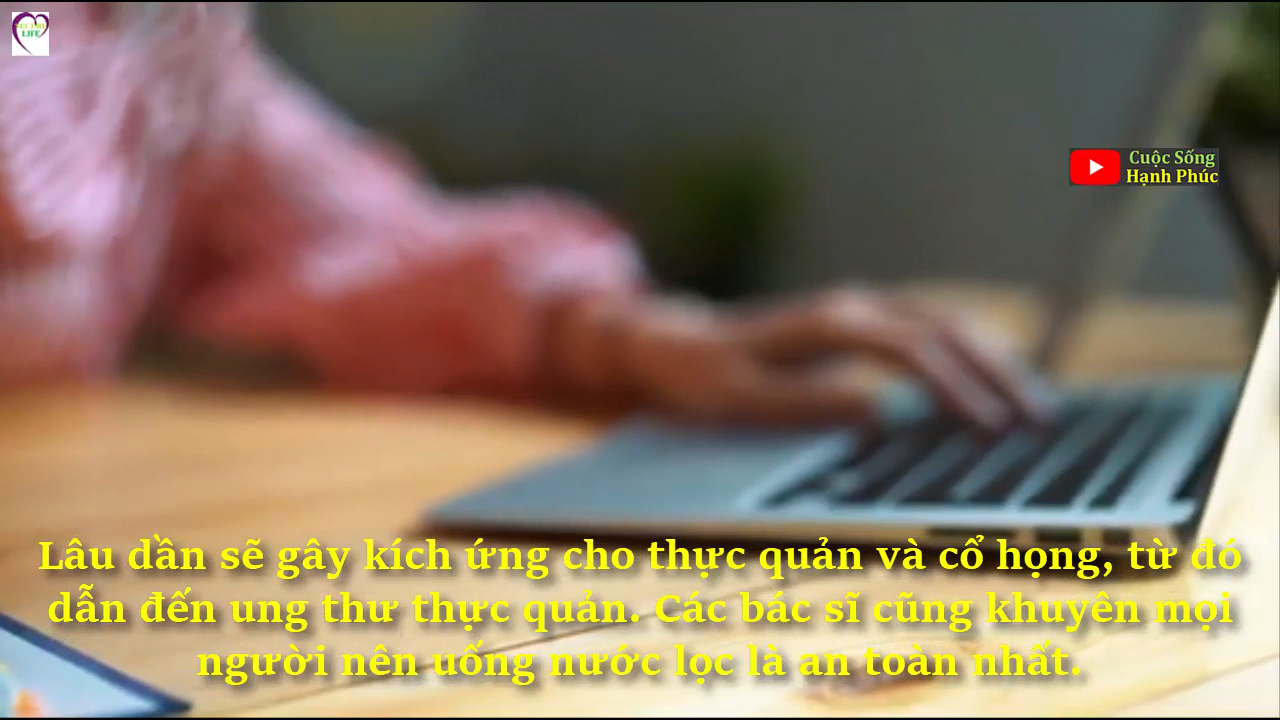 LIFE
Cuộc Sống
Hạnh Phúc
Lâu dần sẽ gây kích ứng cho thực quản và cổ họng, từ đó
dẫn đến ung thư thực quản. Các bác sĩ cũng khuyên mọi
người nên uống nước lọc là an toàn nhất.